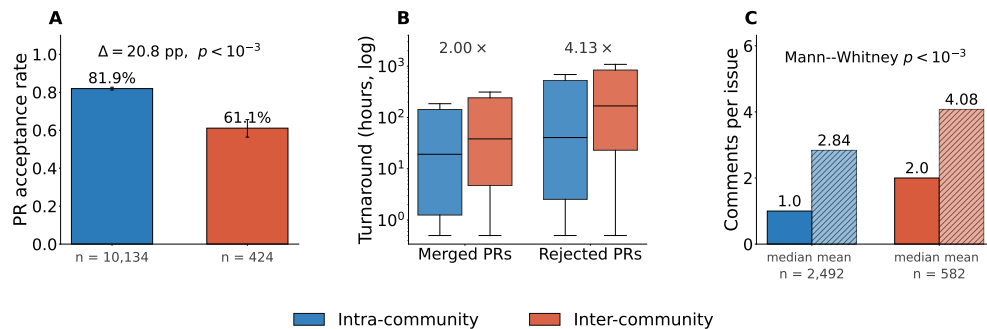 A
PR acceptance rate
1.0
0.8
0.6
0.4
0.2
0.0
Δ = 20.8 pp, p < 10⁻³
81.9%
61.1%
n = 10,134
n = 424
B
Turnaround (hours, log)
10³
10²
10¹
10⁰
2.00 ×
4.13 ×
Merged PRs
Rejected PRs
C
Comments per issue
6
4
2
0
Mann--Whitney p < 10⁻³
1.0
2.84
2.0
4.08
median mean
n = 2,492
median mean
n = 582
Intra-community
Inter-community